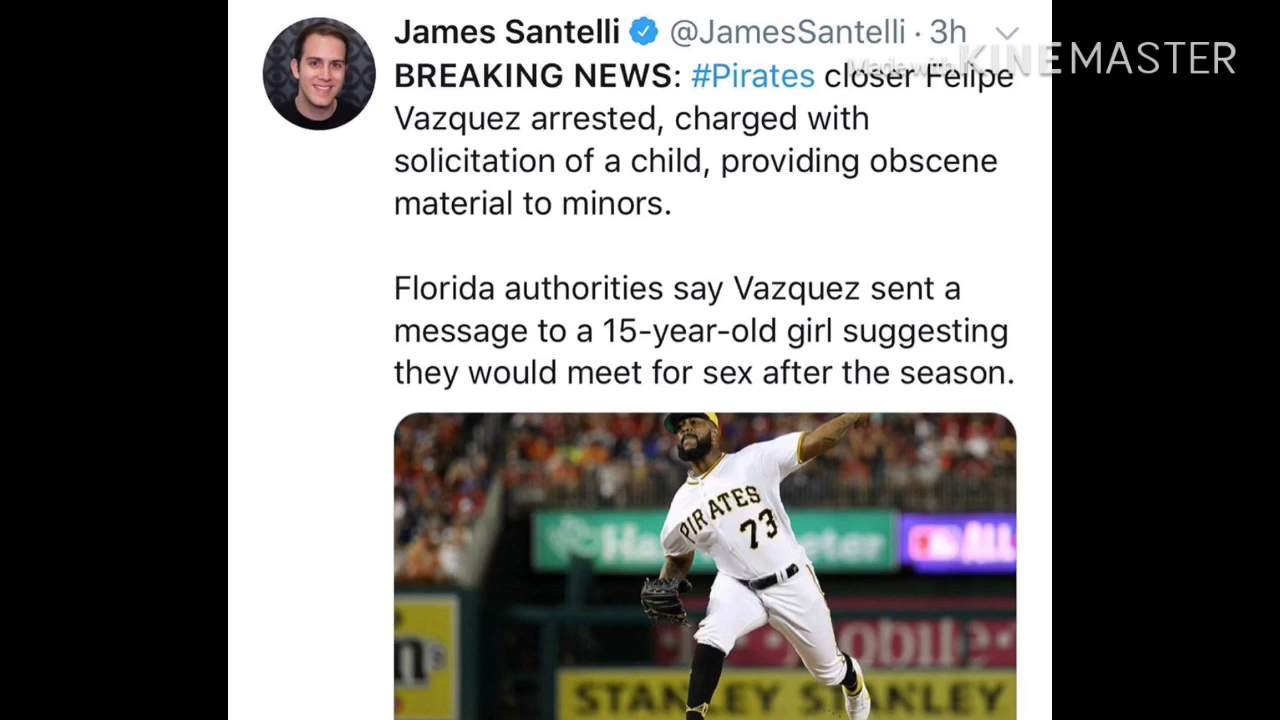 James Santelli @JamesSantelli · 3h
Made with KINEMASTER
BREAKING NEWS: #Pirates closer Felipe
Vazquez arrested, charged with
solicitation of a child, providing obscene
material to minors.
Florida authorities say Vazquez sent a
message to a 15-year-old girl suggesting
they would meet for sex after the season.
PIRATES
73
STANLEY STANLEY